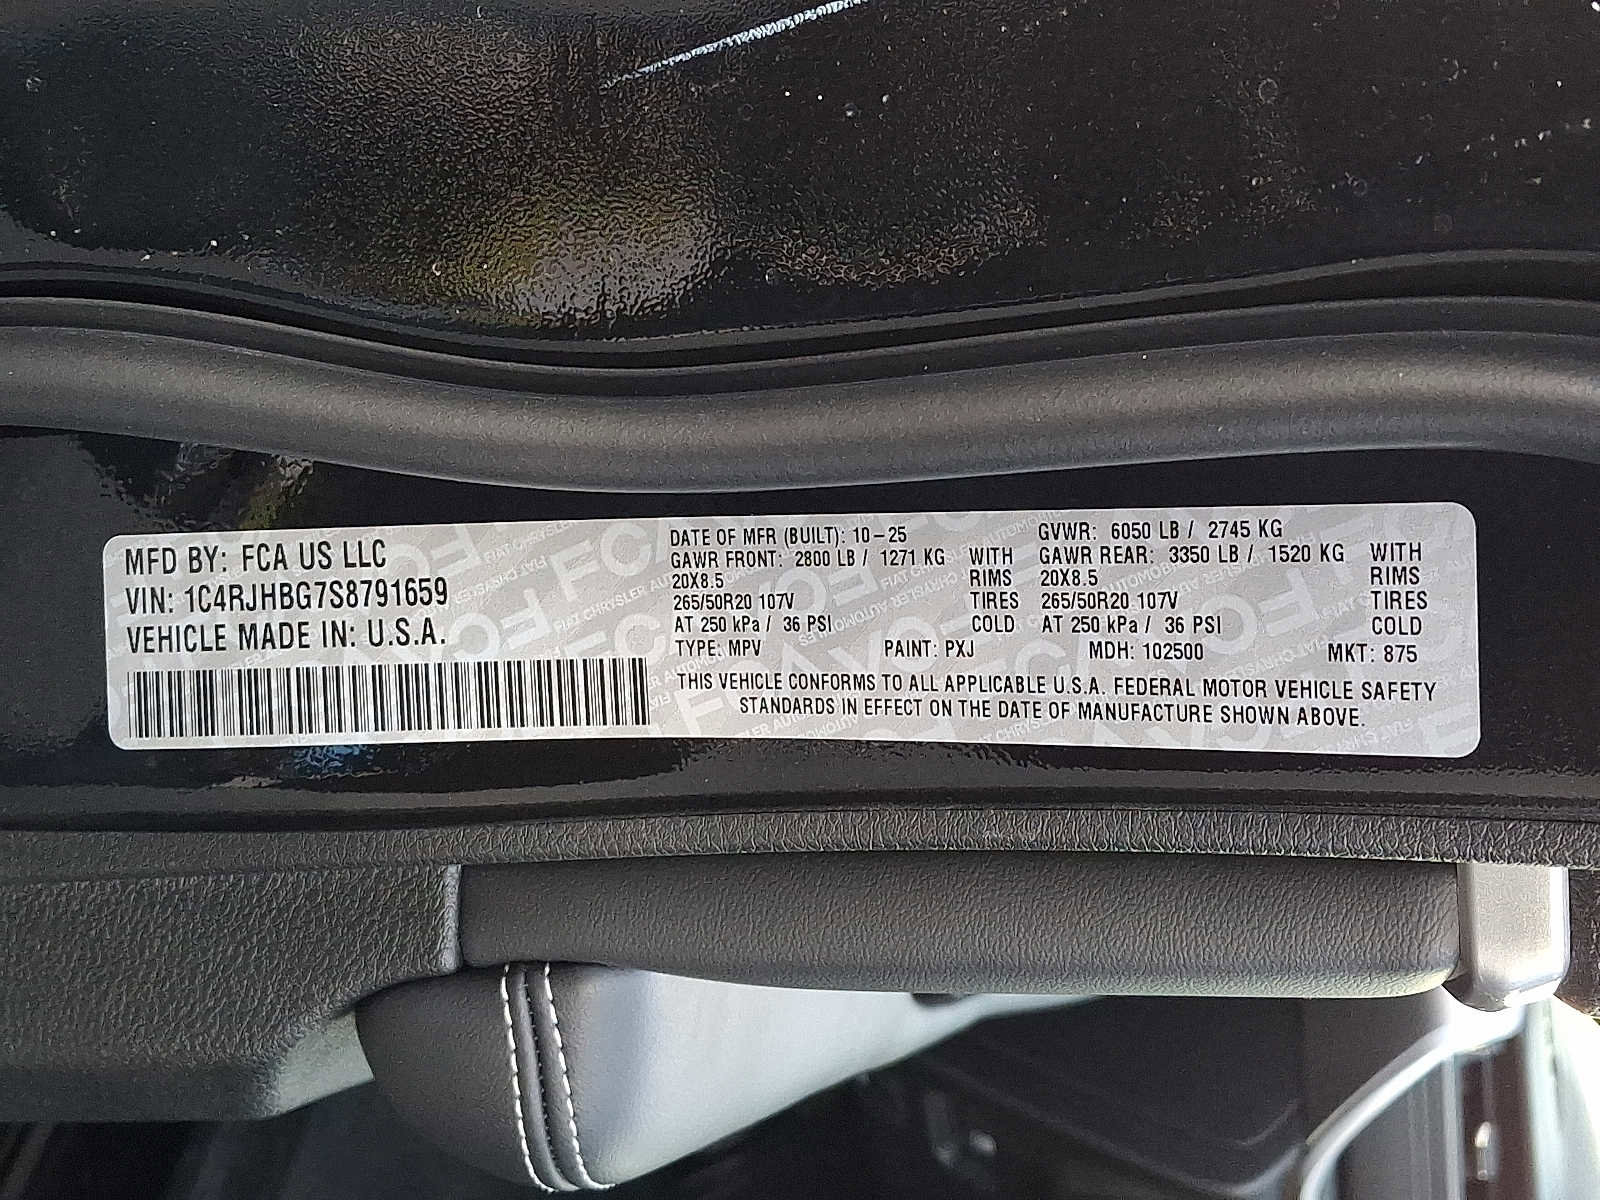 MFD BY: FCA US LLC
VIN: 1C4RJHBG7S8791659
VEHICLE MADE IN: U.S.A.
DATE OF MFR (BUILT): 10-25 GVWR: 6050 LB / 2745 KG
GAWR FRONT: 2800 LB / 1271 KG WITH GAWR REAR: 3350 LB / 1520 KG WITH
20X8.5 RIMS 20X8.5 RIMS
265/50R20 107V TIRES 265/50R20 107V TIRES
AT 250 kPa / 36 PSI COLD AT 250 kPa / 36 PSI COLD
TYPE: MPV PAINT: PXJ MDH: 102500 MKT: 875
THIS VEHICLE CONFORMS TO ALL APPLICABLE U.S.A. FEDERAL MOTOR VEHICLE SAFETY
STANDARDS IN EFFECT ON THE DATE OF MANUFACTURE SHOWN ABOVE.